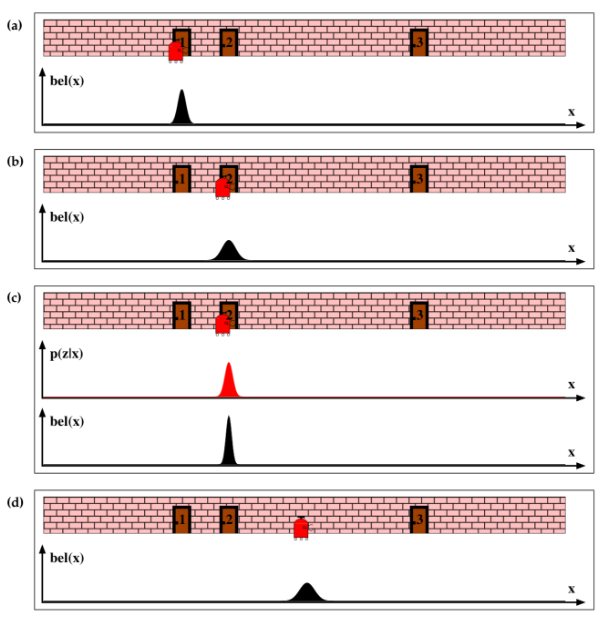 (a)
.1 .2 .3
bel(x)
x
(b)
.1 .2 .3
bel(x)
x
(c)
.1 .2 .3
p(z|x)
x
bel(x)
x
(d)
.1 .2 .3
bel(x)
x